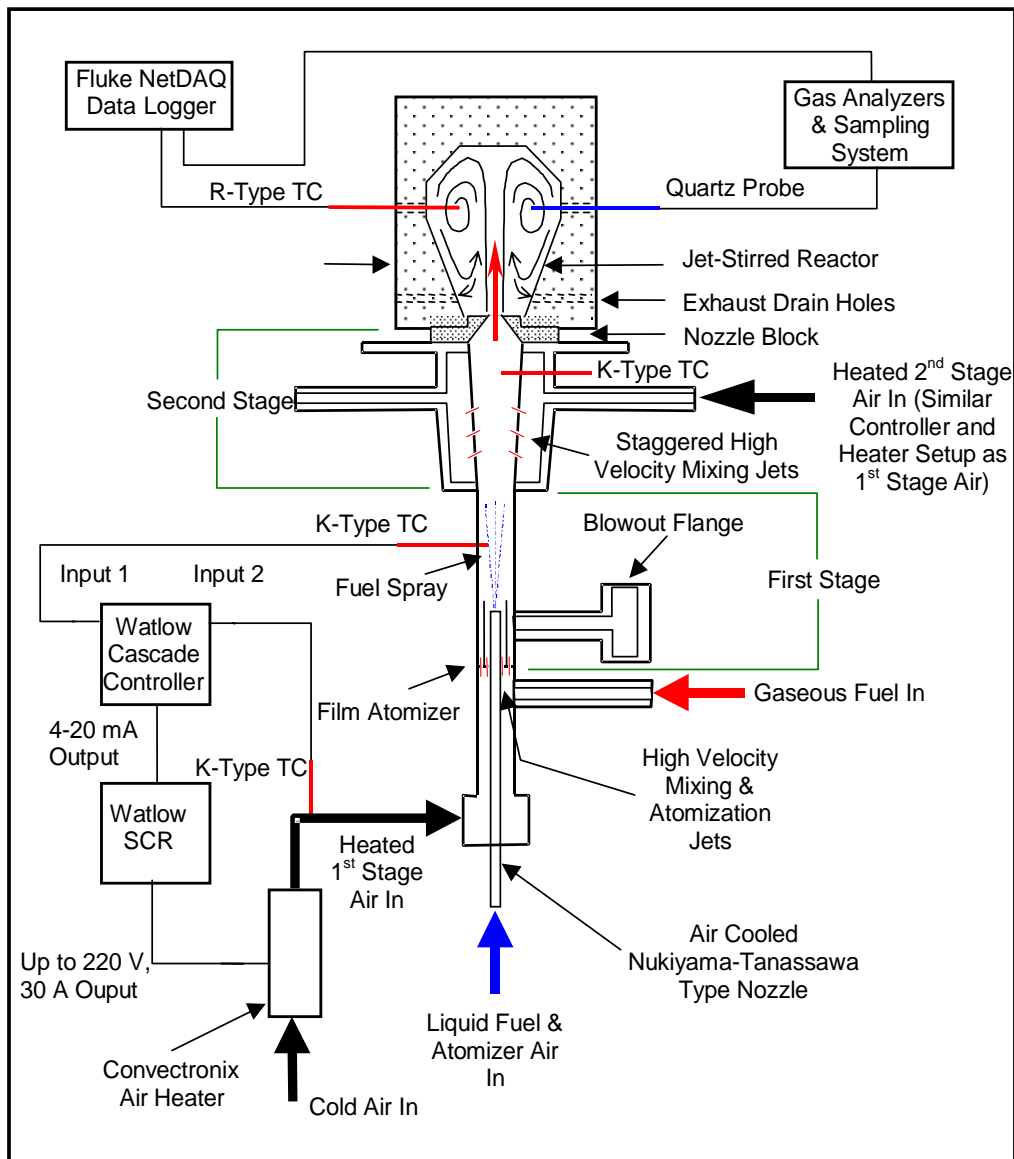 Fluke NetDAQ
Data Logger
Gas Analyzers
& Sampling
System
R-Type TC
Quartz Probe
Jet-Stirred Reactor
Exhaust Drain Holes
Nozzle Block
K-Type TC
Second Stage
Heated 2nd Stage
Air In (Similar
Controller and
Heater Setup as
1st Stage Air)
Staggered High
Velocity Mixing Jets
K-Type TC
Blowout Flange
Input 1
Input 2
Fuel Spray
First Stage
Watlow
Cascade
Controller
Film Atomizer
Gaseous Fuel In
4-20 mA
Output
K-Type TC
High Velocity
Mixing &
Atomization
Jets
Watlow
SCR
Heated
1st Stage
Air In
Air Cooled
Nukiyama-Tanassawa
Type Nozzle
Up to 220 V,
30 A Ouput
Liquid Fuel &
Atomizer Air
In
Convectronix
Air Heater
Cold Air In